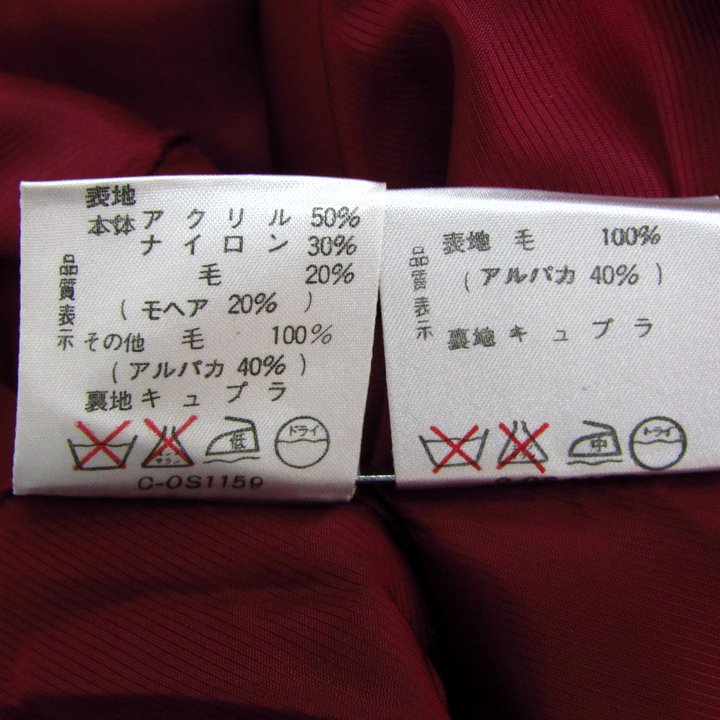 表地
本体 アクリル 50%
ナイロン 30%
毛 20%
( モヘア 20% )
その他 毛 100%
( アルパカ 40% )
裏地 キュプラ
品質表示
低
ドライ
C-OS1159
表地 毛 100%
( アルパカ 40% )
裏地 キュプラ
品質表示
中
ドライ